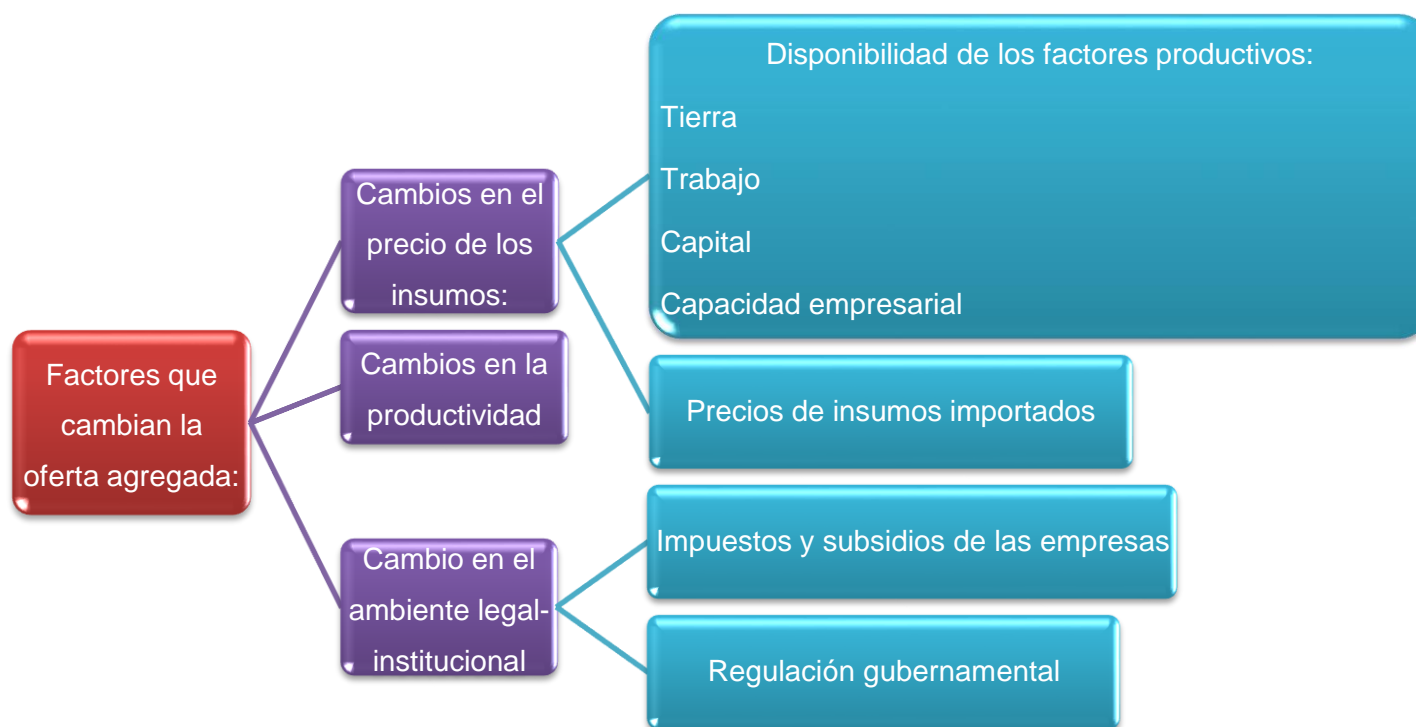 Factores que
cambian la
oferta agregada:
Cambios en el
precio de los
insumos:
Disponibilidad de los factores productivos:
Tierra
Trabajo
Capital
Capacidad empresarial
Precios de insumos importados
Cambios en la
productividad
Cambio en el
ambiente legal-
institucional
Impuestos y subsidios de las empresas
Regulación gubernamental